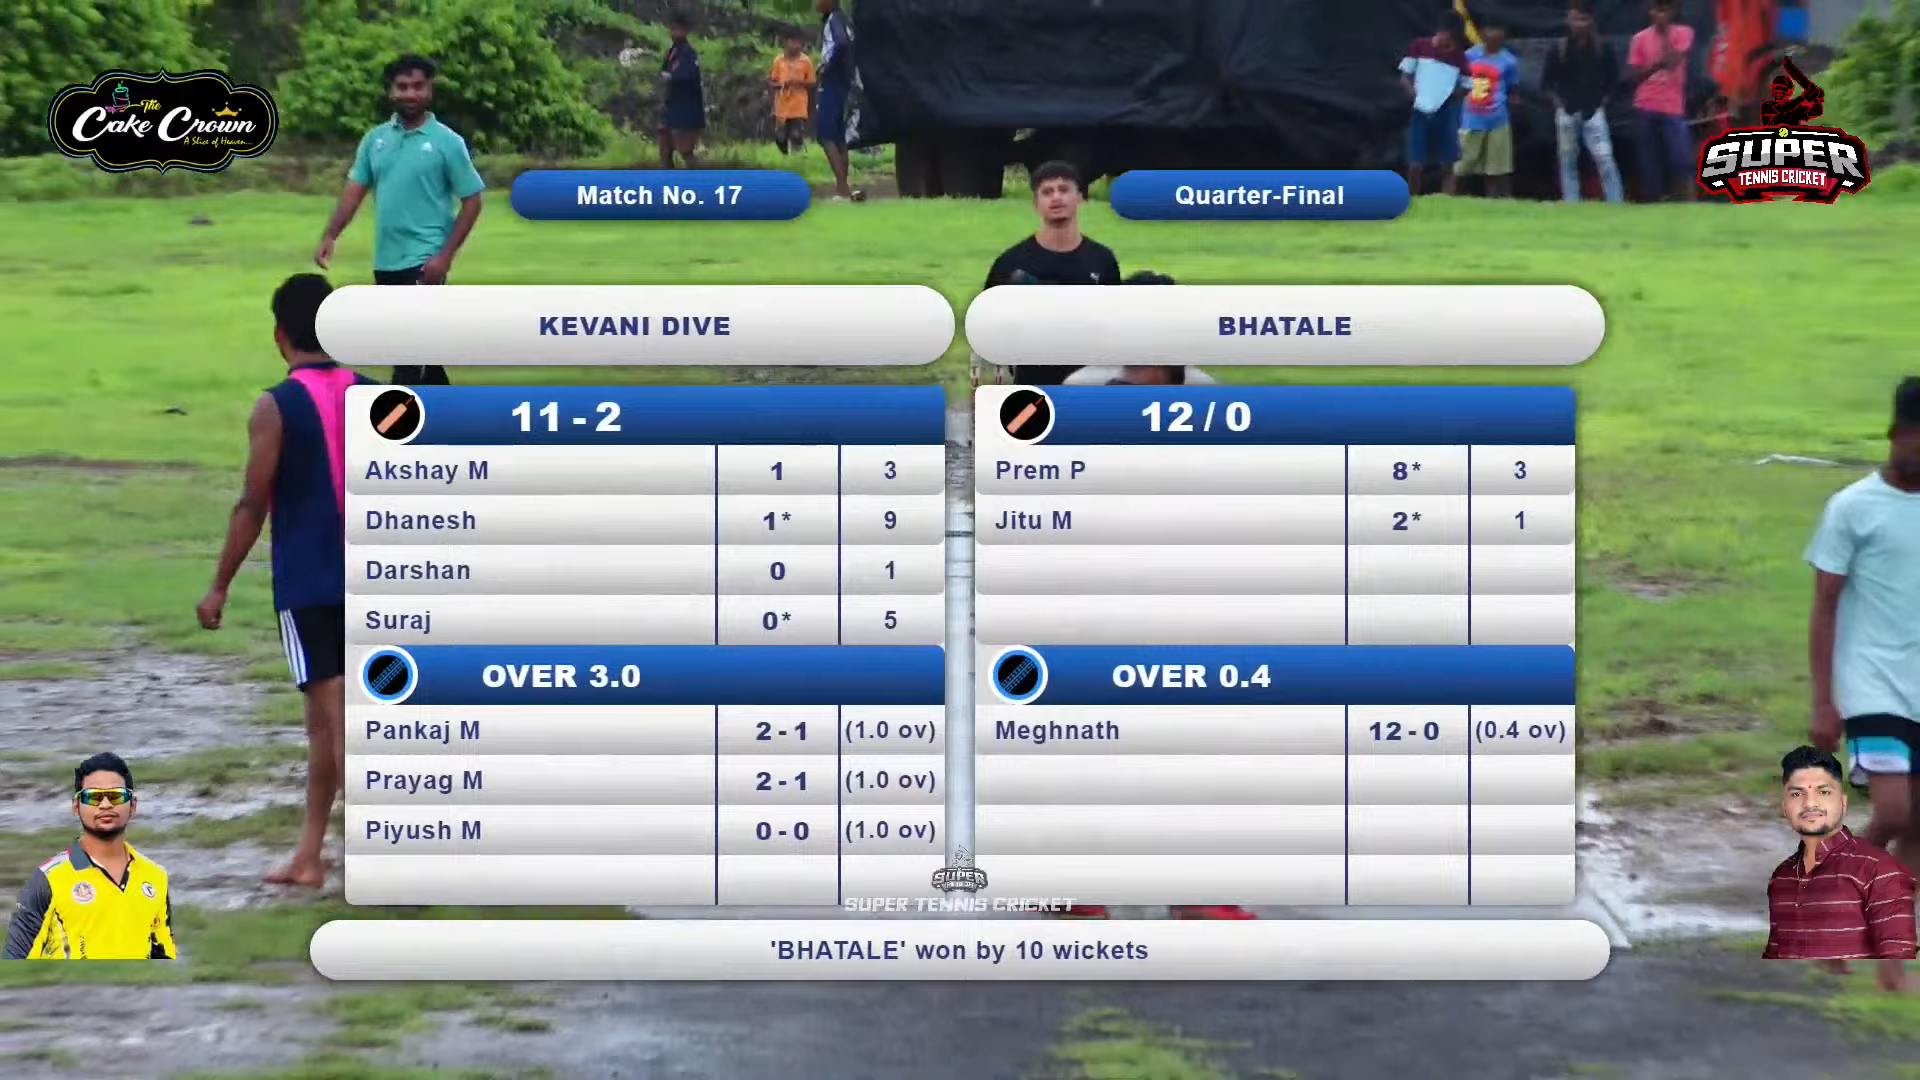 The
Cake Crown
A Slice of Heaven...
SUPER
TENNIS CRICKET
Match No. 17
Quarter-Final
KEVANI DIVE
BHATALE
11 - 2
Akshay M 1 3
Dhanesh 1* 9
Darshan 0 1
Suraj 0* 5
OVER 3.0
Pankaj M 2 - 1 (1.0 ov)
Prayag M 2 - 1 (1.0 ov)
Piyush M 0 - 0 (1.0 ov)
12 / 0
Prem P 8* 3
Jitu M 2* 1
OVER 0.4
Meghnath 12 - 0 (0.4 ov)
SUPER
SUPER TENNIS CRICKET
'BHATALE' won by 10 wickets